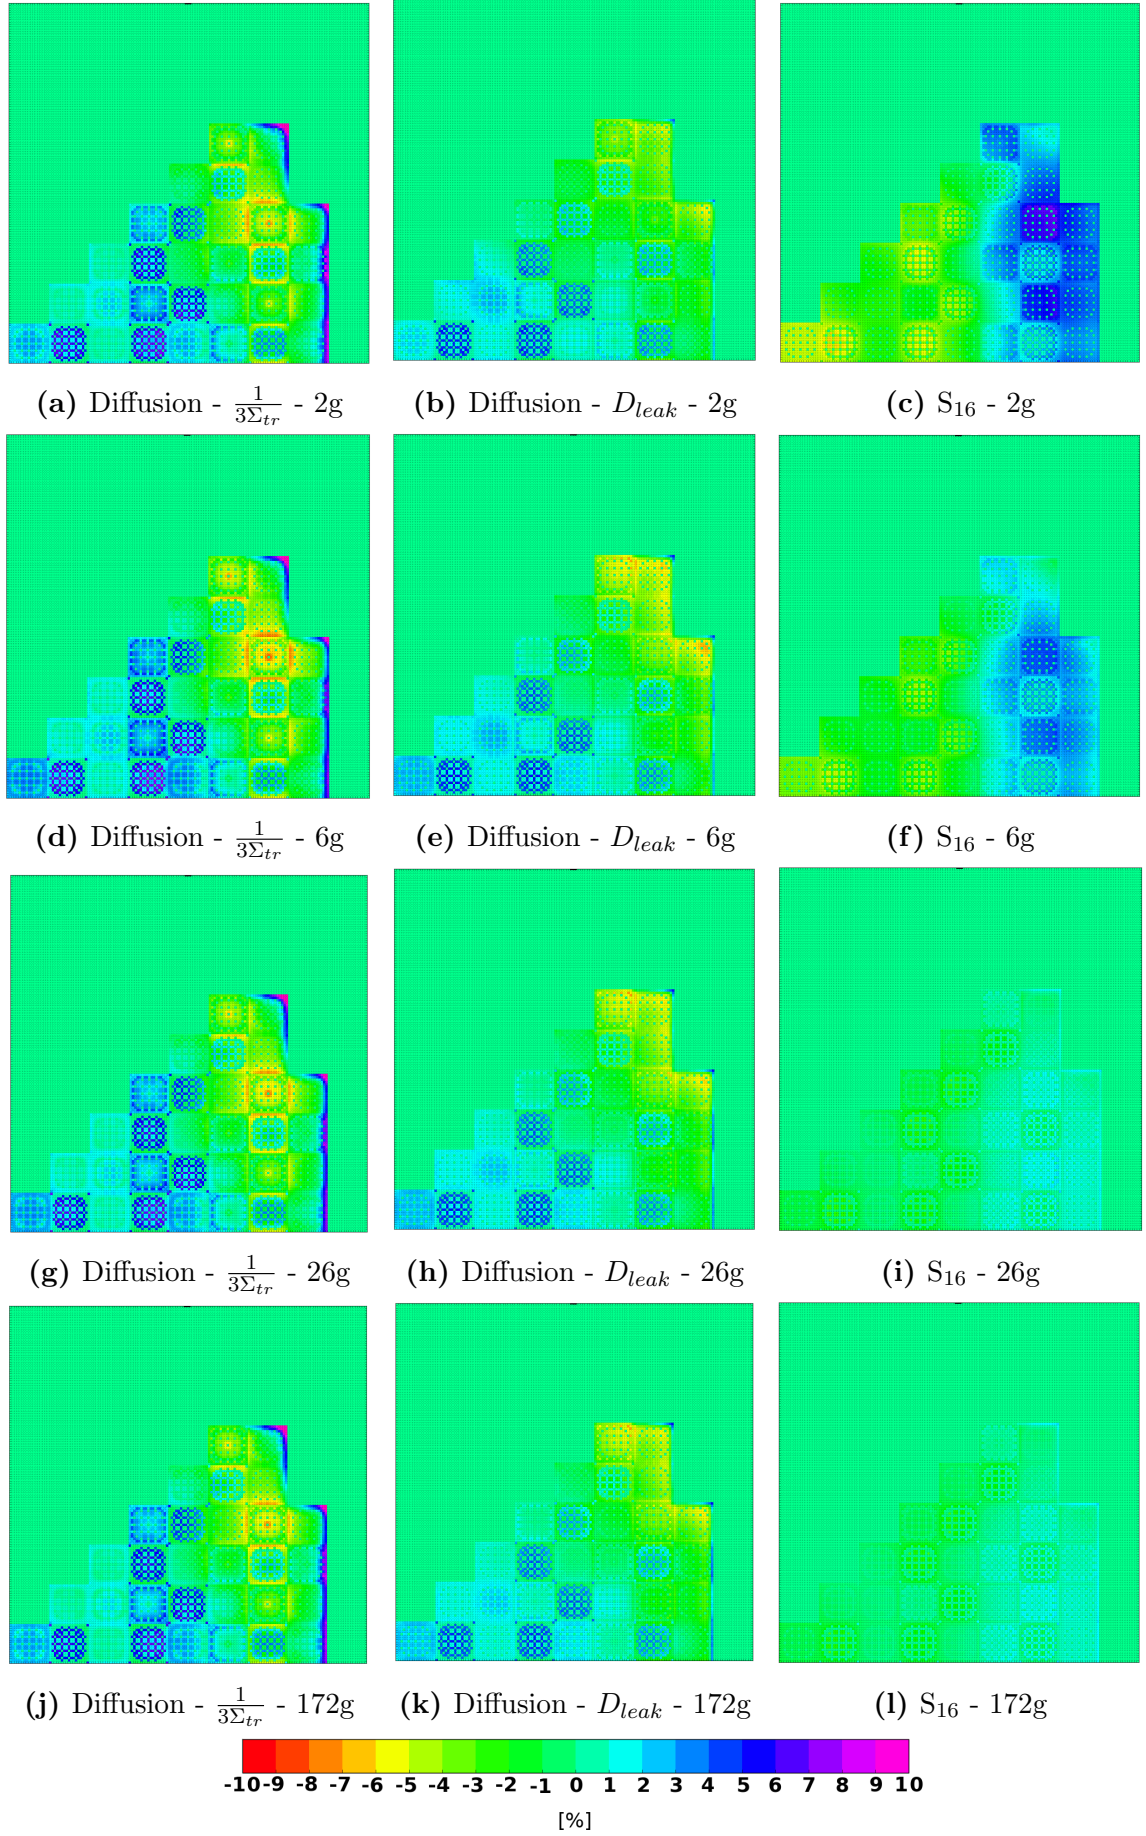 (a) Diffusion - 1/3Σtr - 2g
(b) Diffusion - Dleak - 2g
(c) S16 - 2g
(d) Diffusion - 1/3Σtr - 6g
(e) Diffusion - Dleak - 6g
(f) S16 - 6g
(g) Diffusion - 1/3Σtr - 26g
(h) Diffusion - Dleak - 26g
(i) S16 - 26g
(j) Diffusion - 1/3Σtr - 172g
(k) Diffusion - Dleak - 172g
(l) S16 - 172g
-10 -9 -8 -7 -6 -5 -4 -3 -2 -1 0 1 2 3 4 5 6 7 8 9 10
[%]